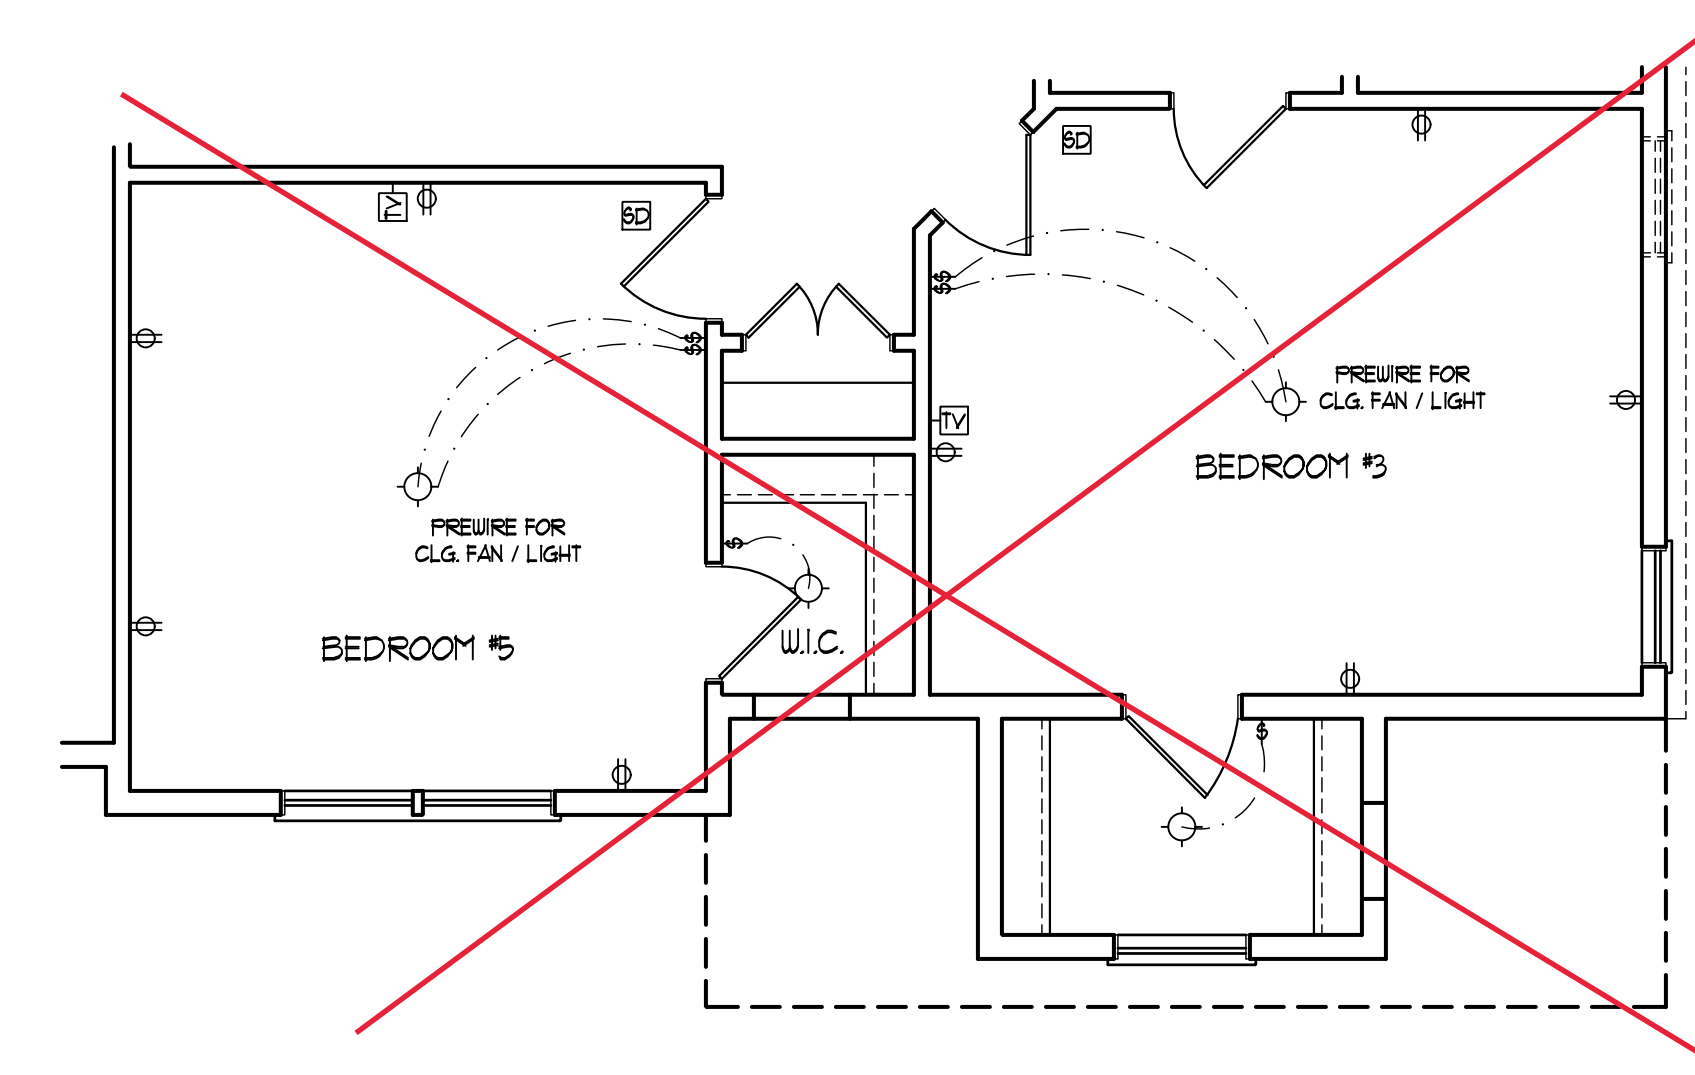 SD
TV
SD
$
$
$
$
PREWIRE FOR
CLG. FAN / LIGHT
TV
BEDROOM #3
PREWIRE FOR
CLG. FAN / LIGHT
$
BEDROOM #5
W.I.C.
$